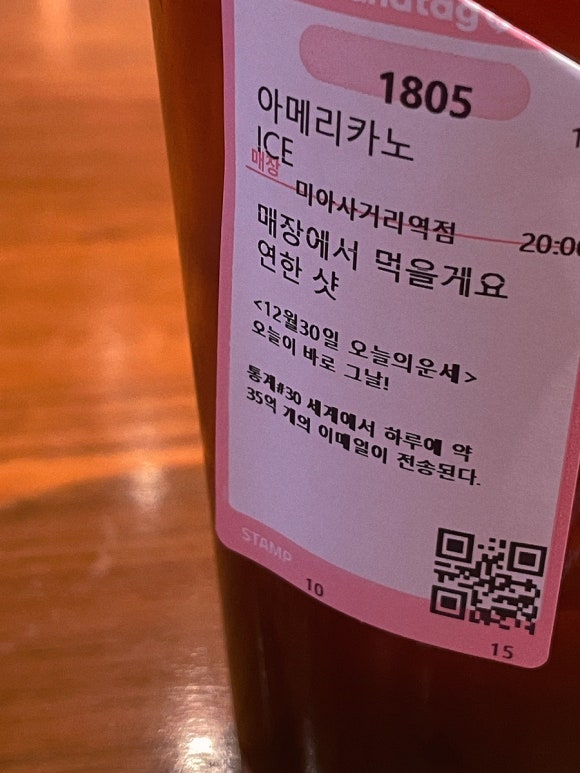 1805
아메리카노
ICE
매장
미아사거리역점
매장에서 먹을게요
연한 샷
<12월30일 오늘의운세>
오늘이 바로 그날!
통계#30 세계에서 하루에 약
35억 개의 이메일이 전송된다.
STAMP
10
15